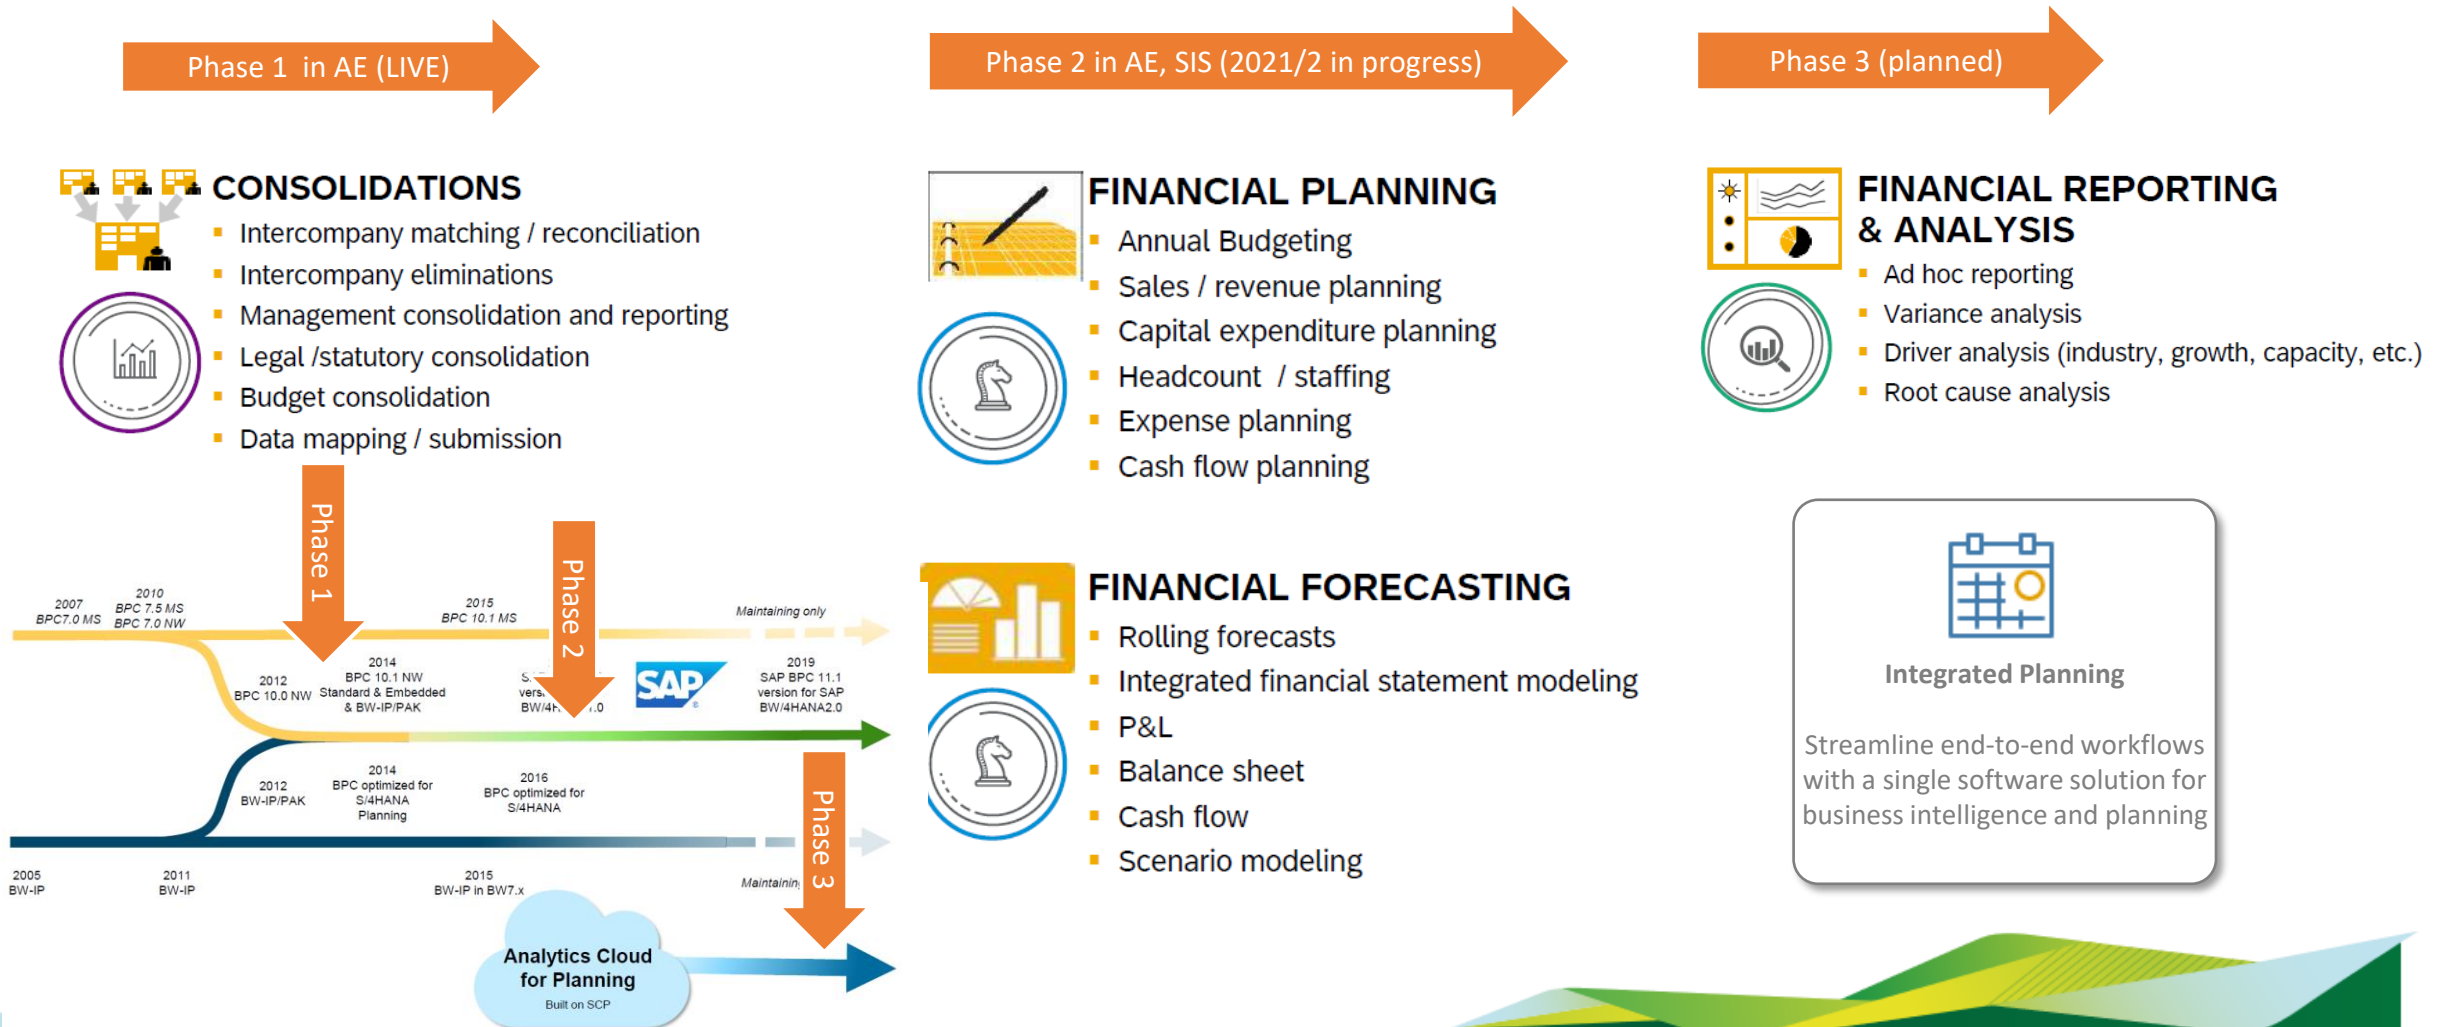 Phase 1 in AE (LIVE)
Phase 2 in AE, SIS (2021/2 in progress)
Phase 3 (planned)
CONSOLIDATIONS
Intercompany matching / reconciliation
Intercompany eliminations
Management consolidation and reporting
Legal /statutory consolidation
Budget consolidation
Data mapping / submission
FINANCIAL PLANNING
Annual Budgeting
Sales / revenue planning
Capital expenditure planning
Headcount / staffing
Expense planning
Cash flow planning
FINANCIAL REPORTING
& ANALYSIS
Ad hoc reporting
Variance analysis
Driver analysis (industry, growth, capacity, etc.)
Root cause analysis
Phase 1
Phase 2
2007
BPC7.0 MS
2010
BPC 7.5 MS
BPC 7.0 NW
2015
BPC 10.1 MS
Maintaining only
2012
BPC 10.0 NW
2014
BPC 10.1 NW
Standard & Embedded
& BW-IP/PAK
SAP
2019
SAP BPC 11.1
version for SAP
BW/4HANA2.0
2012
BW-IP/PAK
2014
BPC optimized for
S/4HANA
Planning
2016
BPC optimized for
S/4HANA
Phase 3
2005
BW-IP
2011
BW-IP
2015
BW-IP in BW7.x
Analytics Cloud
for Planning
Built on SCP
FINANCIAL FORECASTING
Rolling forecasts
Integrated financial statement modeling
P&L
Balance sheet
Cash flow
Scenario modeling
Integrated Planning
Streamline end-to-end workflows
with a single software solution for
business intelligence and planning